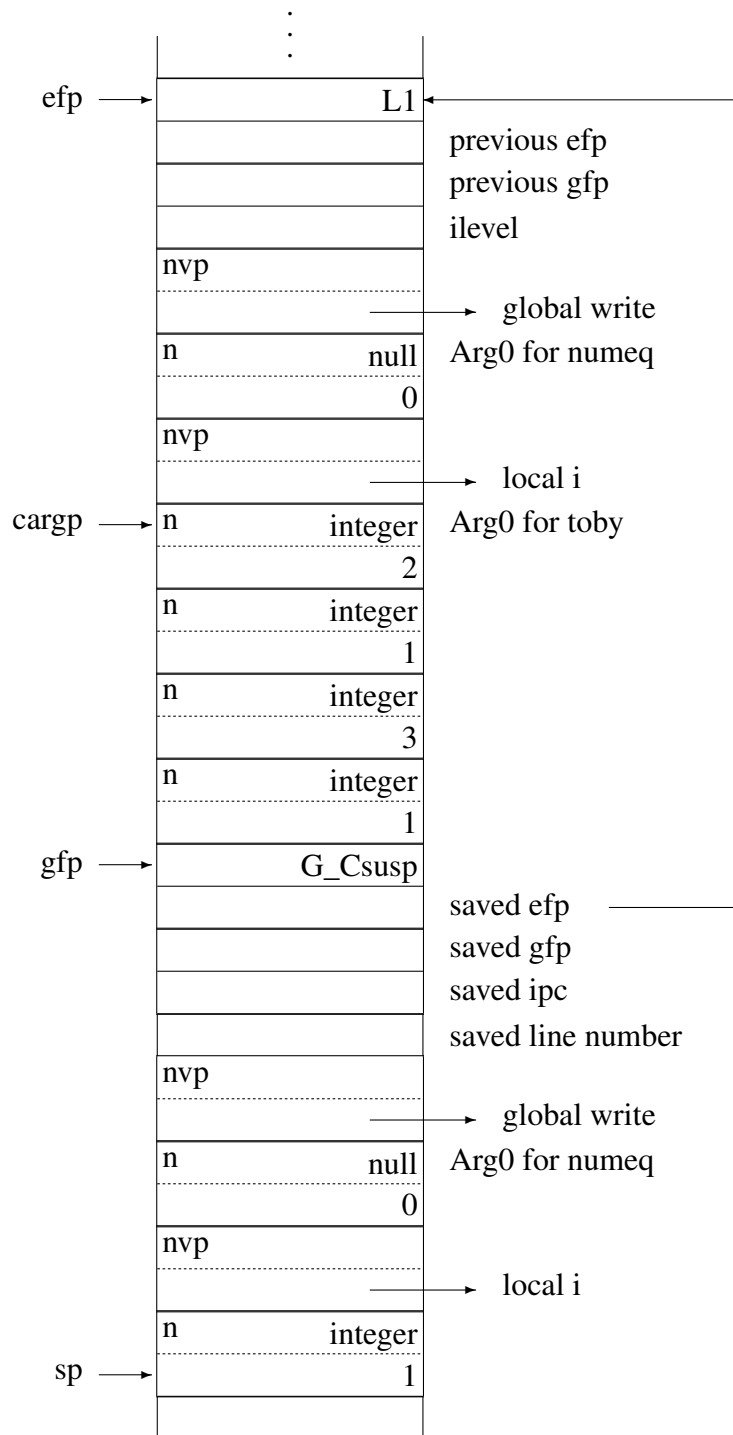 efp L1
previous efp
previous gfp
ilevel
nvp
global write
n null Arg0 for numeq
0
nvp
local i
cargp n integer Arg0 for toby
2
n integer
1
n integer
3
n integer
1
gfp G_Csusp
saved efp
saved gfp
saved ipc
saved line number
nvp
global write
n null Arg0 for numeq
0
nvp
local i
n integer
sp 1